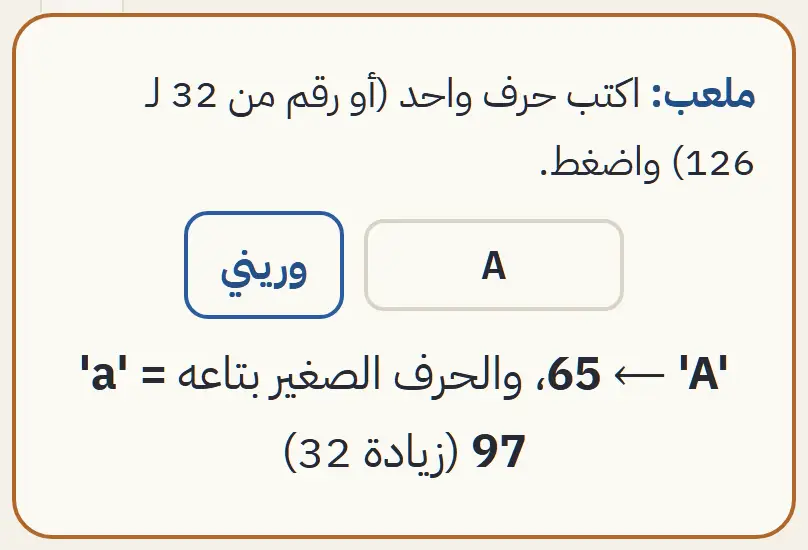 ملعب: اكتب حرف واحد (أو رقم من 32 لـ
126) واضغط.
A
وريني
'A' ⟵ 65، والحرف الصغير بتاعه = 'a'
97 (زيادة 32)